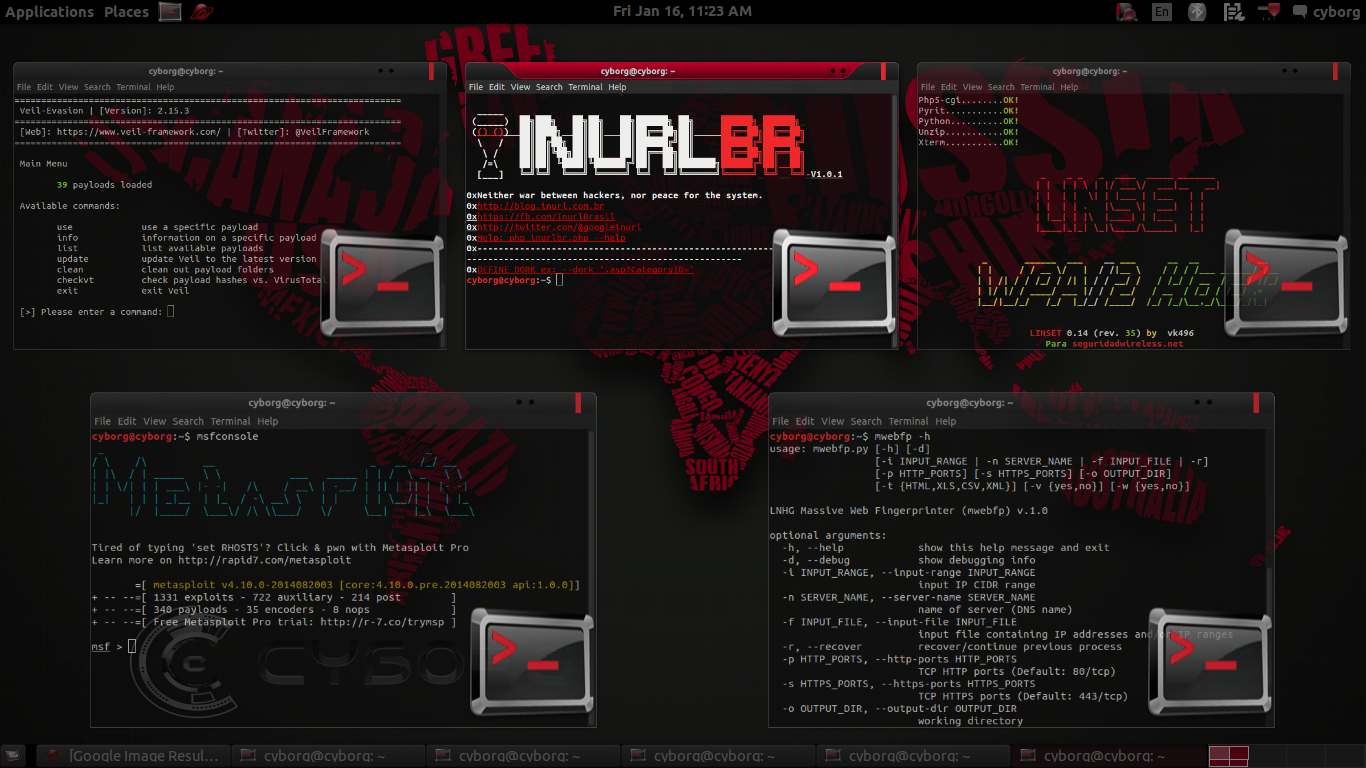 Applications Places
Fri Jan 16, 11:23 AM
En
cyborg
cyborg@cyborg: ~
File Edit View Search Terminal Help
Veil-Evasion | [Version]: 2.15.3
[Web]: https://www.veil-framework.com/ | [Twitter]: @VeilFramework
Main Menu
39 payloads loaded
Available commands:
use a specific payload
info information on a specific payload
list available payloads
update update Veil to the latest version
clean clean out payload folders
checkvt check payload hashes vs. VirusTotal
exit exit Veil
[>] Please enter a command:
cyborg@cyborg: ~
File Edit View Search Terminal Help
INURLBR
-V1.0.1
0xNeither war between hackers, nor peace for the system.
0xhttp://blog.inurl.com.br
0xhttps://fb.com/InurlBrasil
0xhttp://twitter.com/@googleinurl
0xHelp: php inurlbr.php --help
0xDEFINE DORK ex: --dork '.asp?CategoryID='
cyborg@cyborg:~$
cyborg@cyborg: ~
File Edit View Search Terminal Help
Php5-cgi........OK!
Pyrit...........OK!
Python..........OK!
Unzip...........OK!
Xterm...........OK!
LINSET
LINSET 0.14 (rev. 35) by vk496
Para seguridadwireless.net
SOUTH
AFRIC
cyborg@cyborg: ~
File Edit View Search Terminal Help
cyborg@cyborg:~$ msfconsole
Tired of typing 'set RHOSTS'? Click & pwn with Metasploit Pro
Learn more on http://rapid7.com/metasploit
=[ metasploit v4.10.0-2014082003 [core:4.10.0.pre.2014082003 api:1.0.0]]
+ -- --=[ 1331 exploits - 722 auxiliary - 214 post ]
+ -- --=[ 340 payloads - 35 encoders - 8 nops ]
+ -- --=[ Free Metasploit Pro trial: http://r-7.co/trymsp ]
msf >
cyborg@cyborg: ~
File Edit View Search Terminal Help
cyborg@cyborg:~$ mwebfp -h
usage: mwebfp.py [-h] [-d]
[-i INPUT_RANGE | -n SERVER_NAME | -f INPUT_FILE | -r]
[-p HTTP_PORTS] [-s HTTPS_PORTS] [-o OUTPUT_DIR]
[-t {HTML,XLS,CSV,XML}] [-v {yes,no}] [-w {yes,no}]
LNHG Massive Web Fingerprinter (mwebfp) v.1.0
optional arguments:
-h, --help show this help message and exit
-d, --debug show debugging info
-i INPUT_RANGE, --input-range INPUT_RANGE
input IP CIDR range
-n SERVER_NAME, --server-name SERVER_NAME
name of server (DNS name)
-f INPUT_FILE, --input-file INPUT_FILE
input file containing IP addresses and/or IP ranges
-r, --recover recover/continue previous process
-p HTTP_PORTS, --http-ports HTTP_PORTS
TCP HTTP ports (Default: 80/tcp)
-s HTTPS_PORTS, --https-ports HTTPS_PORTS
TCP HTTPS ports (Default: 443/tcp)
-o OUTPUT_DIR, --output-dir OUTPUT_DIR
working directory
[Google Image Resul...
cyborg@cyborg: ~
cyborg@cyborg: ~
cyborg@cyborg: ~
cyborg@cyborg: ~
cyborg@cyborg: ~